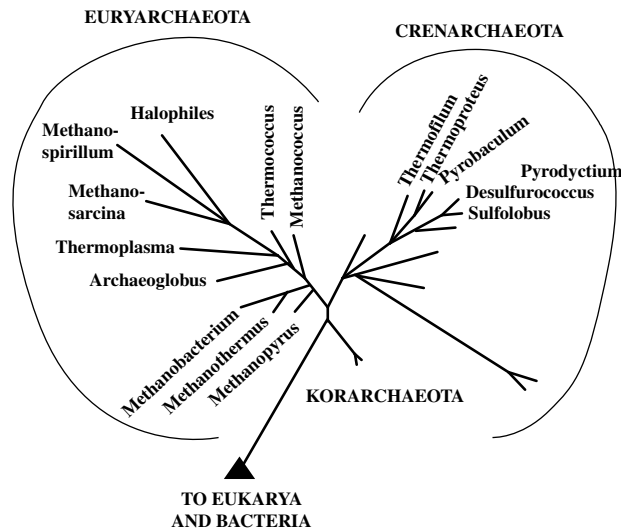 EURYARCHAEOTA
CRENARCHAEOTA
Halophiles
Methano-
spirillum
Methano-
sarcina
Thermoplasma
Archaeoglobus
Methanobacterium
Methanothermus
Methanopyrus
Thermococcus
Methanococcus
Thermofilum
Thermoproteus
Pyrobaculum
Pyrodyctium
Desulfurococcus
Sulfolobus
KORARCHAEOTA
TO EUKARYA
AND BACTERIA